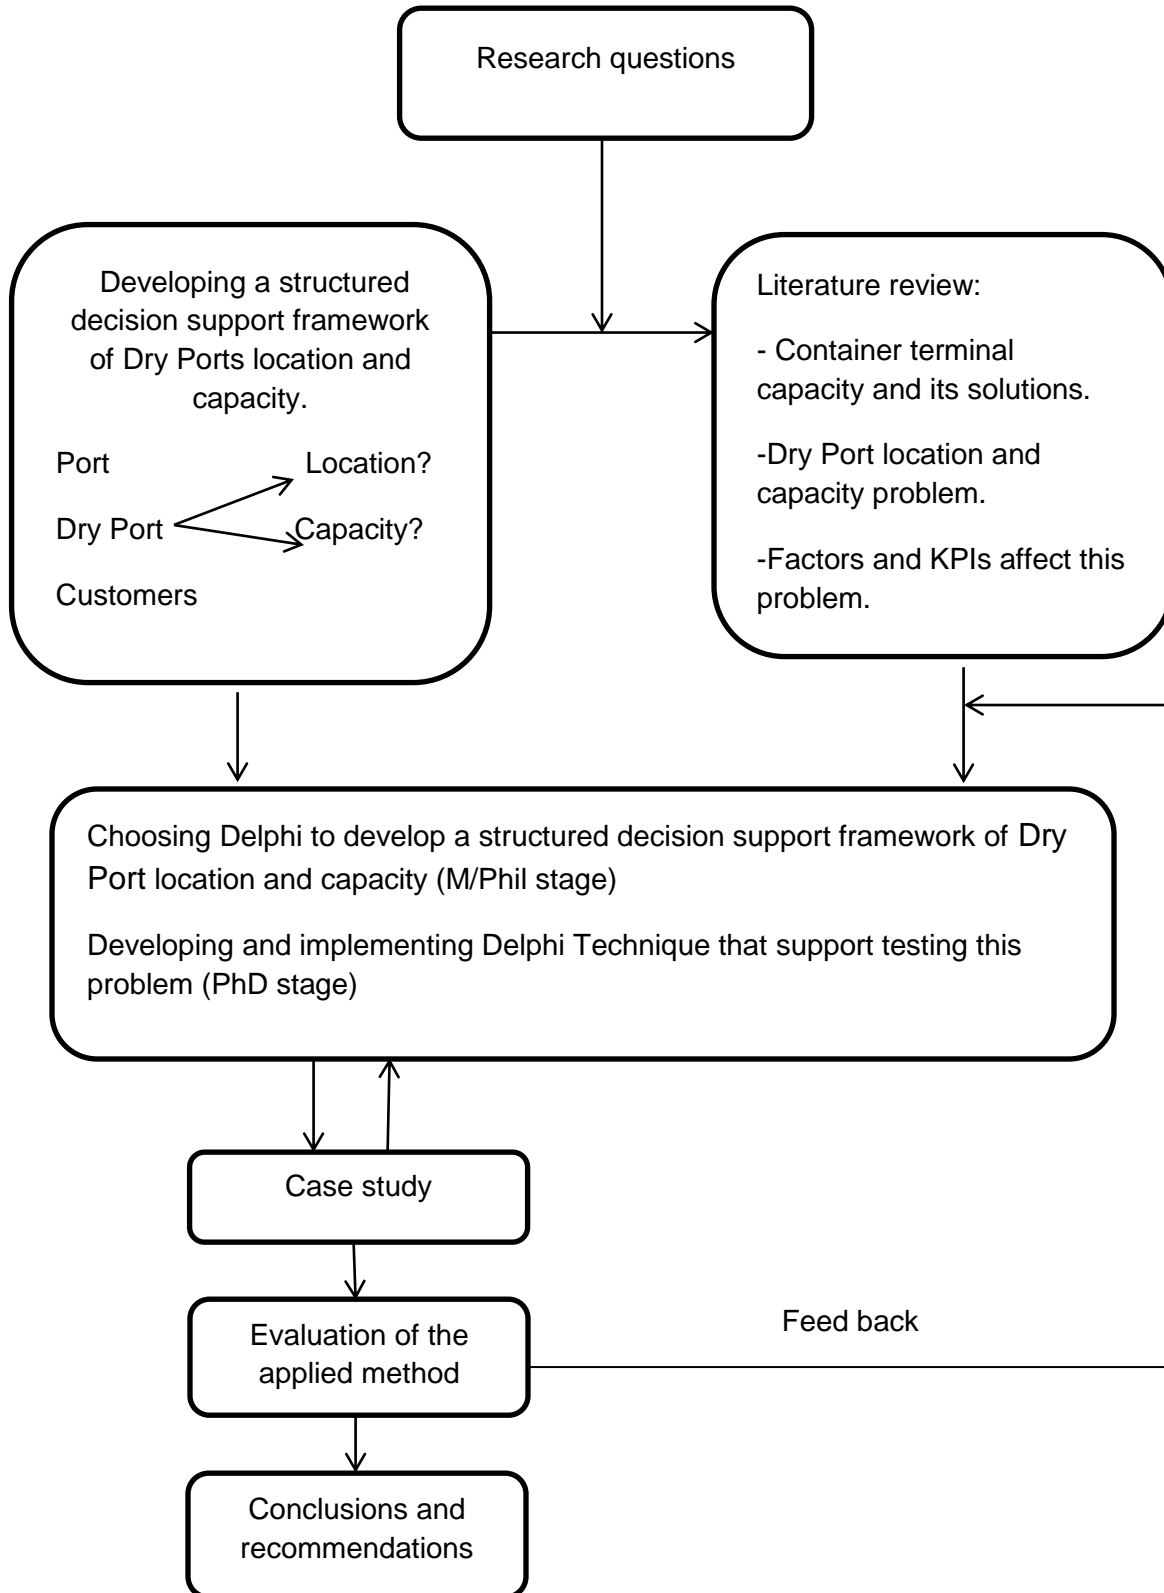 Research questions
Developing a structured
decision support framework
of Dry Ports location and
capacity.
Port
Location?
Dry Port
Capacity?
Customers
Literature review:
- Container terminal
capacity and its solutions.
-Dry Port location and
capacity problem.
-Factors and KPIs affect this
problem.
Choosing Delphi to develop a structured decision support framework of Dry
Port location and capacity (M/Phil stage)
Developing and implementing Delphi Technique that support testing this
problem (PhD stage)
Case study
Evaluation of the
applied method
Feed back
Conclusions and
recommendations